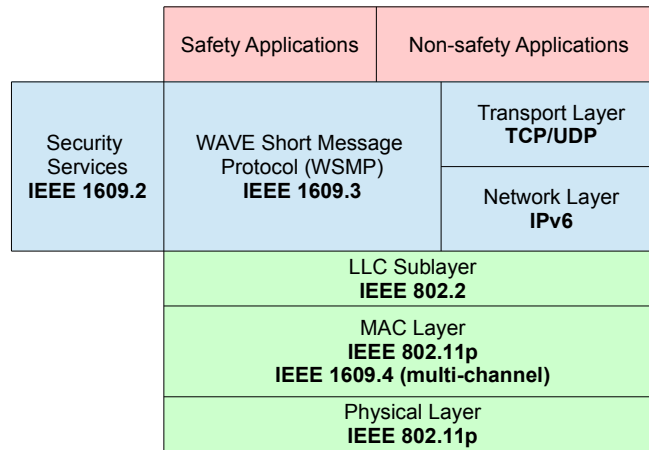 Safety Applications
Non-safety Applications
Security
Services
IEEE 1609.2
WAVE Short Message
Protocol (WSMP)
IEEE 1609.3
Transport Layer
TCP/UDP
Network Layer
IPv6
LLC Sublayer
IEEE 802.2
MAC Layer
IEEE 802.11p
IEEE 1609.4 (multi-channel)
Physical Layer
IEEE 802.11p